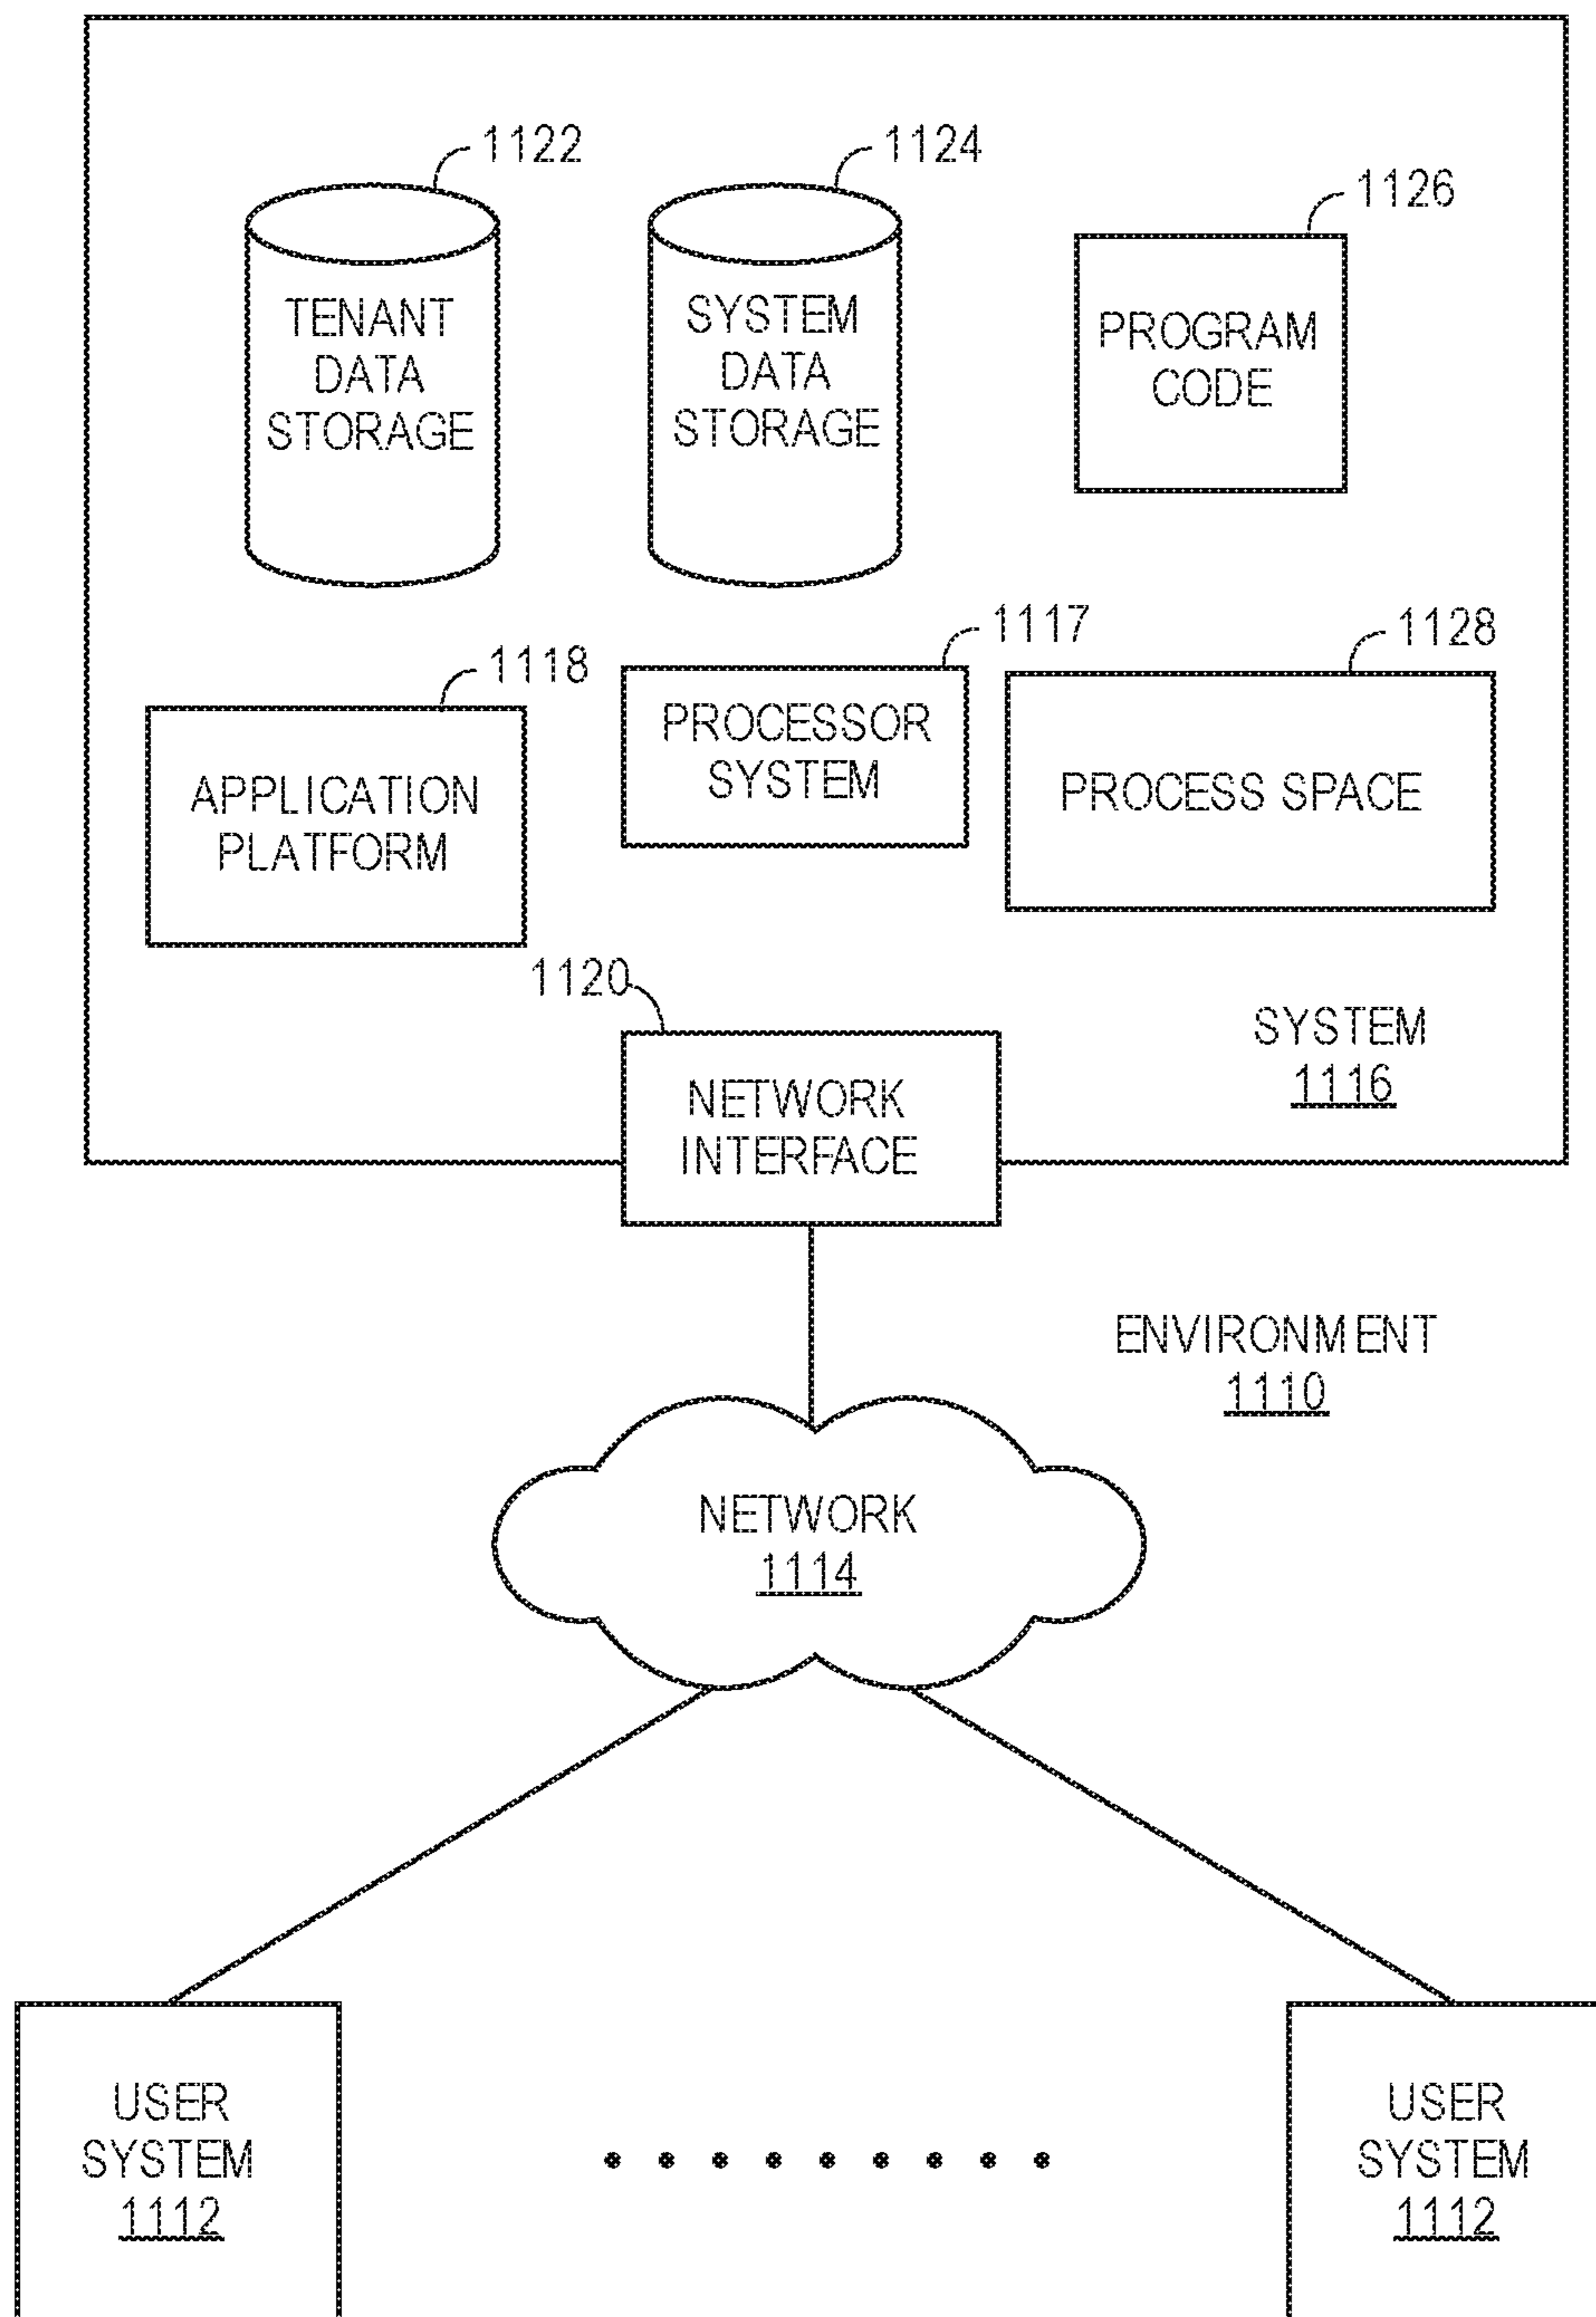 1122
TENANT
DATA
STORAGE
1124
SYSTEM
DATA
STORAGE
1126
PROGRAM
CODE
1118
APPLICATION
PLATFORM
1117
PROCESSOR
SYSTEM
1128
PROCESS SPACE
1120
NETWORK
INTERFACE
SYSTEM
1116
ENVIRONMENT
1110
NETWORK
1114
USER
SYSTEM
1112
USER
SYSTEM
1112